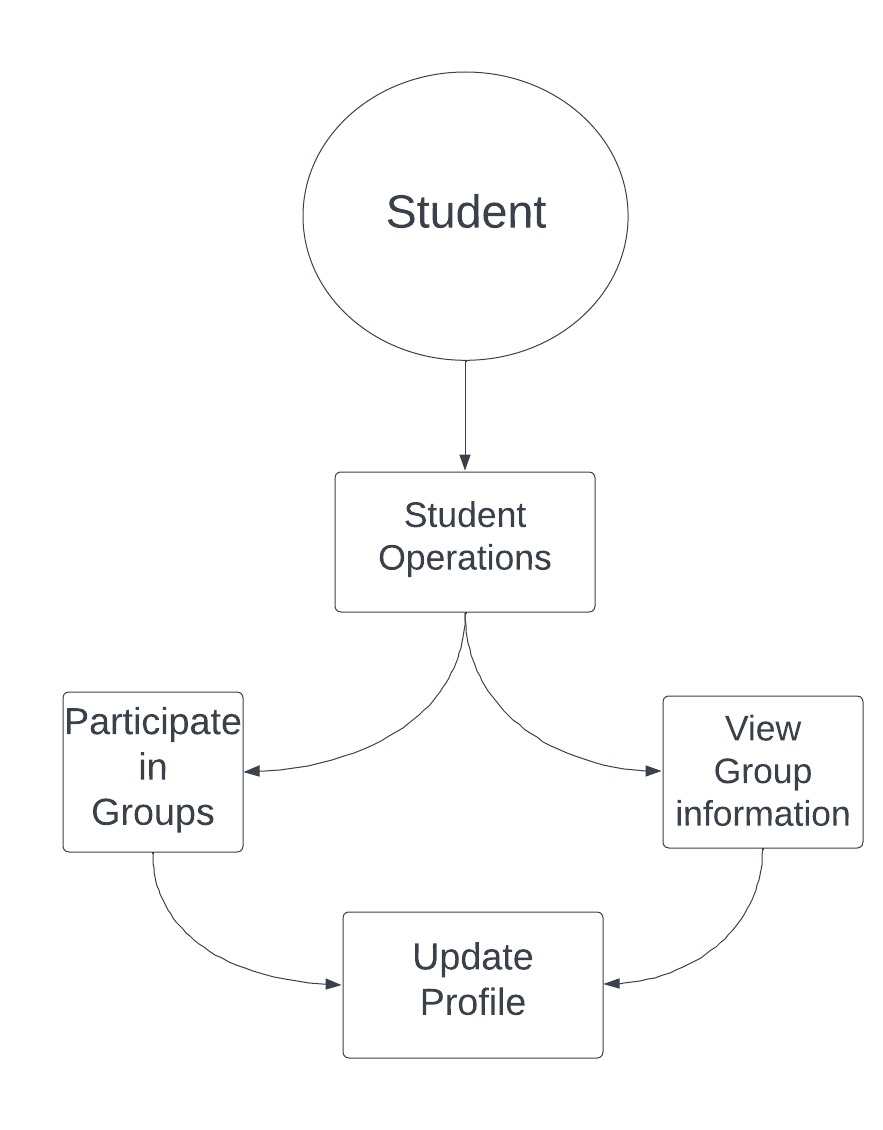 Student
Student
Operations
Participate
in
Groups
View
Group
information
Update
Profile